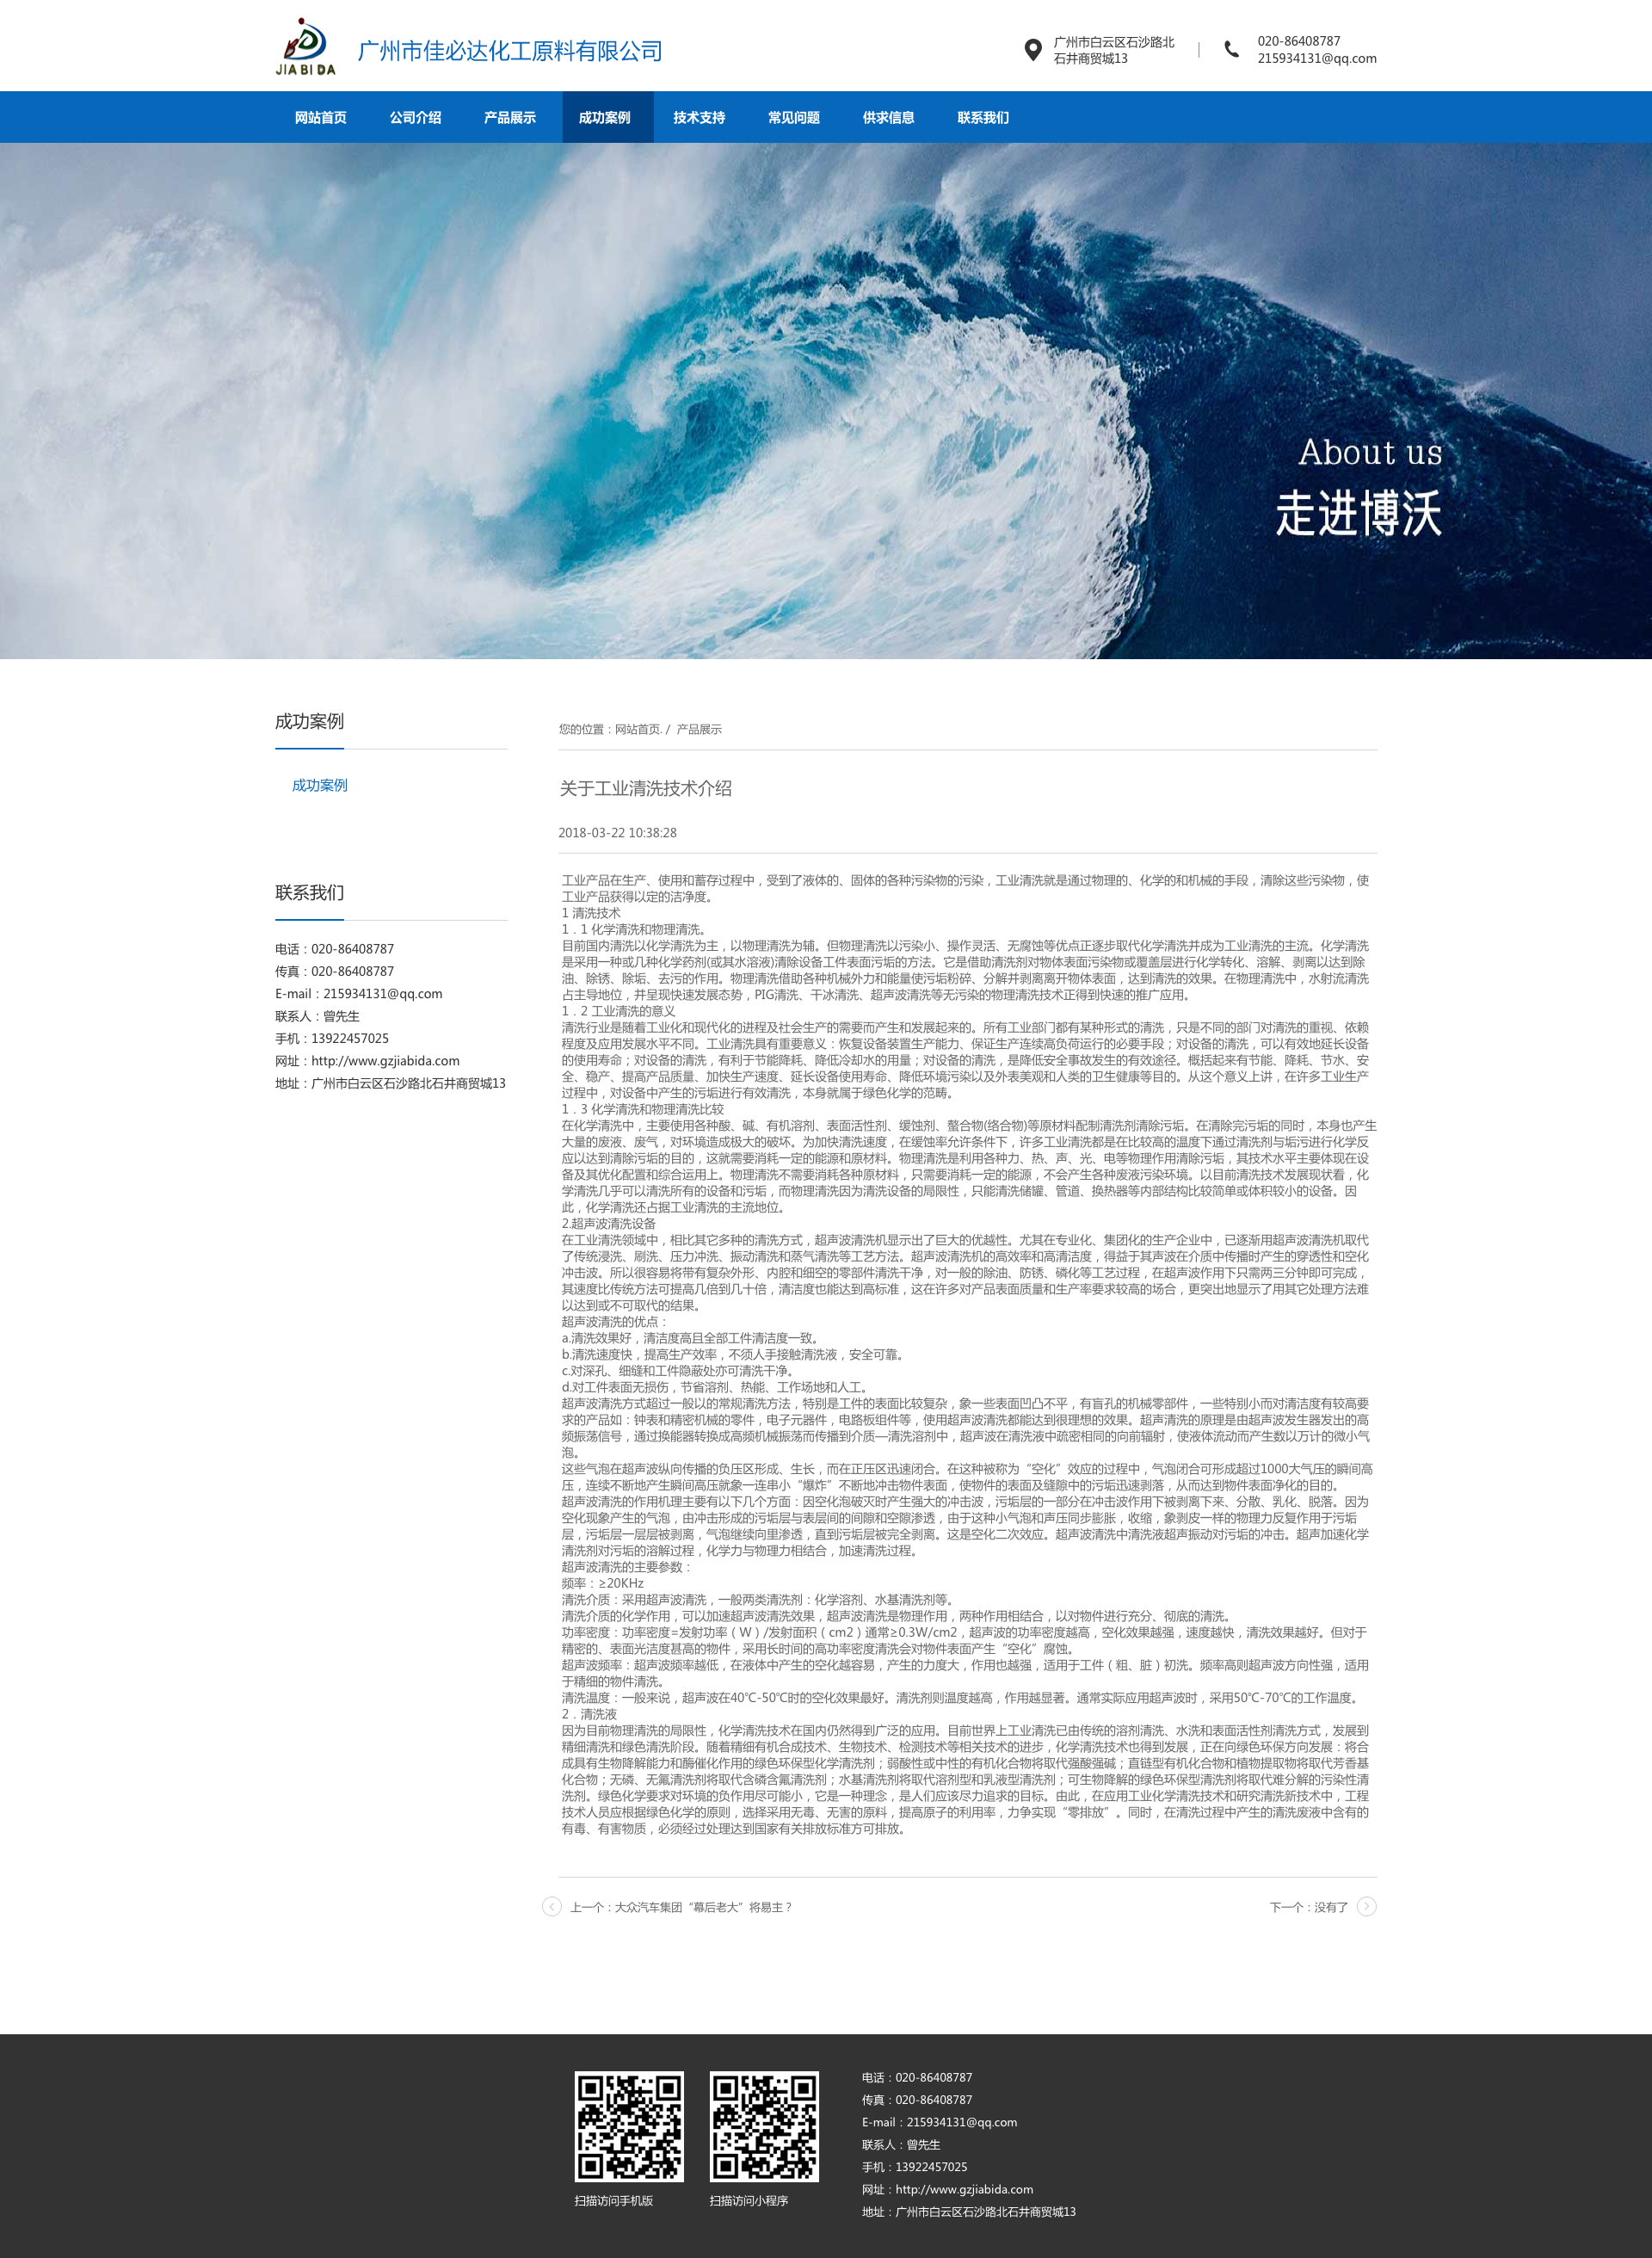 JIABIDA
广州市佳必达化工原料有限公司
广州市白云区石沙路北
石井商贸城13
020-86408787
215934131@qq.com
网站首页
公司介绍
产品展示
成功案例
技术支持
常见问题
供求信息
联系我们
About us
走进博沃
成功案例
成功案例
联系我们
电话：020-86408787
传真：020-86408787
E-mail：215934131@qq.com
联系人：曾先生
手机：13922457025
网址：http://www.gzjiabida.com
地址：广州市白云区石沙路北石井商贸城13
您的位置：网站首页. / 产品展示
关于工业清洗技术介绍
2018-03-22 10:38:28
工业产品在生产、使用和蓄存过程中，受到了液体的、固体的各种污染物的污染，工业清洗就是通过物理的、化学的和机械的手段，清除这些污染物，使
工业产品获得以定的洁净度。
1 清洗技术
1．1 化学清洗和物理清洗。
目前国内清洗以化学清洗为主，以物理清洗为辅。但物理清洗以污染小、操作灵活、无腐蚀等优点正逐步取代化学清洗并成为工业清洗的主流。化学清洗
是采用一种或几种化学药剂(或其水溶液)清除设备工件表面污垢的方法。它是借助清洗剂对物体表面污染物或覆盖层进行化学转化、溶解、剥离以达到除
油、除锈、除垢、去污的作用。物理清洗借助各种机械外力和能量使污垢粉碎、分解并剥离离开物体表面，达到清洗的效果。在物理清洗中，水射流清洗
占主导地位，并呈现快速发展态势，PIG清洗、干冰清洗、超声波清洗等无污染的物理清洗技术正得到快速的推广应用。
1．2 工业清洗的意义
清洗行业是随着工业化和现代化的进程及社会生产的需要而产生和发展起来的。所有工业部门都有某种形式的清洗，只是不同的部门对清洗的重视、依赖
程度及应用发展水平不同。工业清洗具有重要意义：恢复设备装置生产能力、保证生产连续高负荷运行的必要手段；对设备的清洗，可以有效地延长设备
的使用寿命；对设备的清洗，有利于节能降耗、降低冷却水的用量；对设备的清洗，是降低安全事故发生的有效途径。概括起来有节能、降耗、节水、安
全、稳产、提高产品质量、加快生产速度、延长设备使用寿命、降低环境污染以及外表美观和人类的卫生健康等目的。从这个意义上讲，在许多工业生产
过程中，对设备中产生的污垢进行有效清洗，本身就属于绿色化学的范畴。
1．3 化学清洗和物理清洗比较
在化学清洗中，主要使用各种酸、碱、有机溶剂、表面活性剂、缓蚀剂、螯合物(络合物)等原材料配制清洗剂清除污垢。在清除完污垢的同时，本身也产生
大量的废液、废气，对环境造成极大的破坏。为加快清洗速度，在缓蚀率允许条件下，许多工业清洗都是在比较高的温度下通过清洗剂与垢污进行化学反
应以达到清除污垢的目的，这就需要消耗一定的能源和原材料。物理清洗是利用各种力、热、声、光、电等物理作用清除污垢，其技术水平主要体现在设
备及其优化配置和综合运用上。物理清洗不需要消耗各种原材料，只需要消耗一定的能源，不会产生各种废液污染环境。以目前清洗技术发展现状看，化
学清洗几乎可以清洗所有的设备和污垢，而物理清洗因为清洗设备的局限性，只能清洗储罐、管道、换热器等内部结构比较简单或体积较小的设备。因
此，化学清洗还占据工业清洗的主流地位。
2.超声波清洗设备
在工业清洗领域中，相比其它多种的清洗方式，超声波清洗机显示出了巨大的优越性。尤其在专业化、集团化的生产企业中，已逐渐用超声波清洗机取代
了传统浸洗、刷洗、压力冲洗、振动清洗和蒸气清洗等工艺方法。超声波清洗机的高效率和高清洁度，得益于其声波在介质中传播时产生的穿透性和空化
冲击波。所以很容易将带有复杂外形、内腔和细空的零部件清洗干净，对一般的除油、防锈、磷化等工艺过程，在超声波作用下只需两三分钟即可完成，
其速度比传统方法可提高几倍到几十倍，清洁度也能达到高标准，这在许多对产品表面质量和生产率要求较高的场合，更突出地显示了用其它处理方法难
以达到或不可取代的结果。
超声波清洗的优点：
a.清洗效果好，清洁度高且全部工件清洁度一致。
b.清洗速度快，提高生产效率，不须人手接触清洗液，安全可靠。
c.对深孔、细缝和工件隐蔽处亦可清洗干净。
d.对工件表面无损伤，节省溶剂、热能、工作场地和人工。
超声波清洗方式超过一般以的常规清洗方法，特别是工件的表面比较复杂，象一些表面凹凸不平，有盲孔的机械零部件，一些特别小而对清洁度有较高要
求的产品如：钟表和精密机械的零件，电子元器件，电路板组件等，使用超声波清洗都能达到很理想的效果。超声清洗的原理是由超声波发生器发出的高
频振荡信号，通过换能器转换成高频机械振荡而传播到介质—清洗溶剂中，超声波在清洗液中疏密相同的向前辐射，使液体流动而产生数以万计的微小气
泡。
这些气泡在超声波纵向传播的负压区形成、生长，而在正压区迅速闭合。在这种被称为“空化”效应的过程中，气泡闭合可形成超过1000大气压的瞬间高
压，连续不断地产生瞬间高压就象一连串小“爆炸”不断地冲击物件表面，使物件的表面及缝隙中的污垢迅速剥落，从而达到物件表面净化的目的。
超声波清洗的作用机理主要有以下几个方面：因空化泡破灭时产生强大的冲击波，污垢层的一部分在冲击波作用下被剥离下来、分散、乳化、脱落。因为
空化现象产生的气泡，由冲击形成的污垢层与表层间的间隙和空隙渗透，由于这种小气泡和声压同步膨胀，收缩，象剥皮一样的物理力反复作用于污垢
层，污垢层一层层被剥离，气泡继续向里渗透，直到污垢层被完全剥离。这是空化二次效应。超声波清洗中清洗液超声振动对污垢的冲击。超声加速化学
清洗剂对污垢的溶解过程，化学力与物理力相结合，加速清洗过程。
超声波清洗的主要参数：
频率：≥20KHz
清洗介质：采用超声波清洗，一般两类清洗剂：化学溶剂、水基清洗剂等。
清洗介质的化学作用，可以加速超声波清洗效果，超声波清洗是物理作用，两种作用相结合，以对物件进行充分、彻底的清洗。
功率密度：功率密度=发射功率（W）/发射面积（cm2）通常≥0.3W/cm2，超声波的功率密度越高，空化效果越强，速度越快，清洗效果越好。但对于
精密的、表面光洁度甚高的物件，采用长时间的高功率密度清洗会对物件表面产生“空化”腐蚀。
超声波频率：超声波频率越低，在液体中产生的空化越容易，产生的力度大，作用也越强，适用于工件（粗、脏）初洗。频率高则超声波方向性强，适用
于精细的物件清洗。
清洗温度：一般来说，超声波在40℃-50℃时的空化效果最好。清洗剂则温度越高，作用越显著。通常实际应用超声波时，采用50℃-70℃的工作温度。
2．清洗液
因为目前物理清洗的局限性，化学清洗技术在国内仍然得到广泛的应用。目前世界上工业清洗已由传统的溶剂清洗、水洗和表面活性剂清洗方式，发展到
精细清洗和绿色清洗阶段。随着精细有机合成技术、生物技术、检测技术等相关技术的进步，化学清洗技术也得到发展，正在向绿色环保方向发展：将合
成具有生物降解能力和酶催化作用的绿色环保型化学清洗剂；弱酸性或中性的有机化合物将取代强酸强碱；直链型有机化合物和植物提取物将取代芳香基
化合物；无磷、无氟清洗剂将取代含磷含氟清洗剂；水基清洗剂将取代溶剂型和乳液型清洗剂；可生物降解的绿色环保型清洗剂将取代难分解的污染性清
洗剂。绿色化学要求对环境的负作用尽可能小，它是一种理念，是人们应该尽力追求的目标。由此，在应用工业化学清洗技术和研究清洗新技术中，工程
技术人员应根据绿色化学的原则，选择采用无毒、无害的原料，提高原子的利用率，力争实现“零排放”。同时，在清洗过程中产生的清洗废液中含有的
有毒、有害物质，必须经过处理达到国家有关排放标准方可排放。
上一个：大众汽车集团“幕后老大”将易主？
下一个：没有了
扫描访问手机版
扫描访问小程序
电话：020-86408787
传真：020-86408787
E-mail：215934131@qq.com
联系人：曾先生
手机：13922457025
网址：http://www.gzjiabida.com
地址：广州市白云区石沙路北石井商贸城13